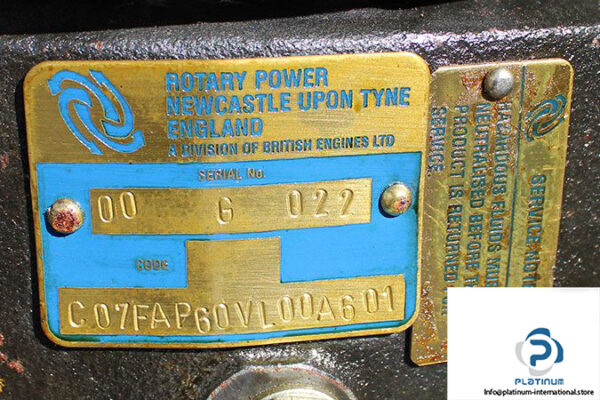 ROTARY POWER
NEWCASTLE UPON TYNE
ENGLAND
A DIVISION OF BRITISH ENGINES LTD
SERIAL No.
00 G 022
CODE
C07FAP60VL00A601
SERVICE
HAZARDOUS FLUIDS MUST
NEUTRALISED BEFORE
PRODUCT IS RETURNED
SERVICE
PLATINUM
Info@platinum-international.store